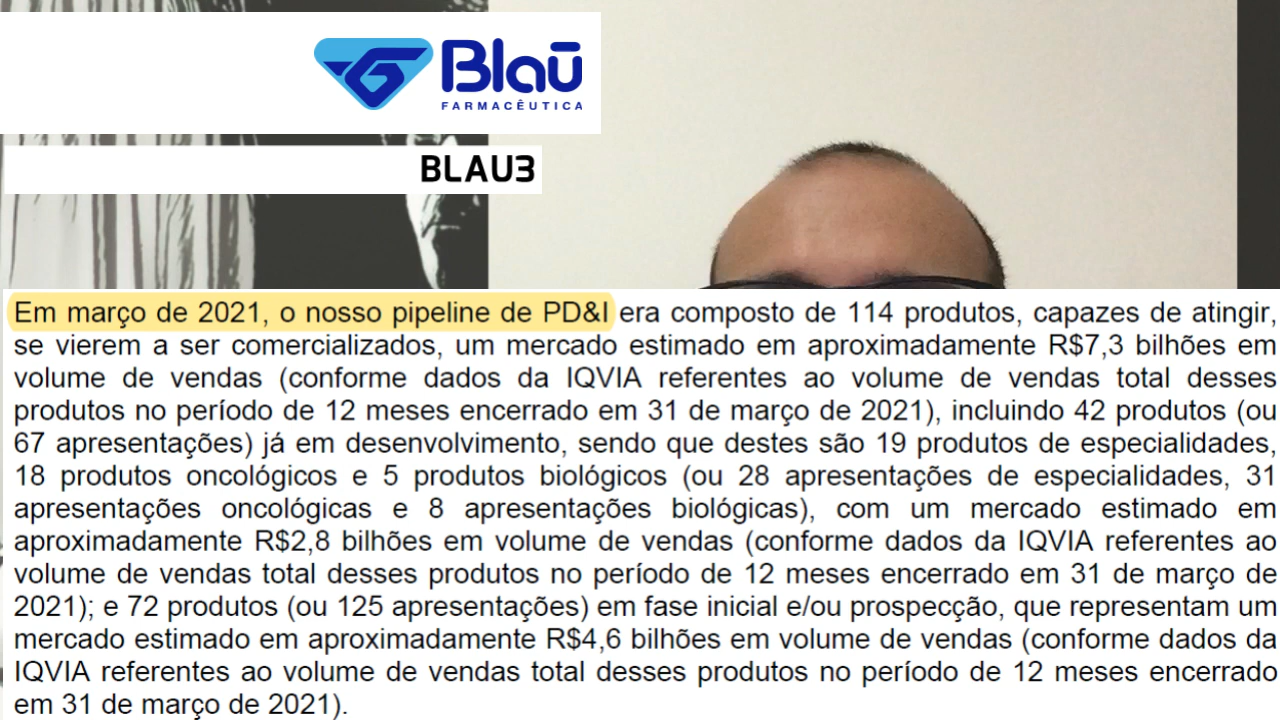 Blaū
FARMACÊUTICA
BLAU3
Em março de 2021, o nosso pipeline de PD&I era composto de 114 produtos, capazes de atingir,
se vierem a ser comercializados, um mercado estimado em aproximadamente R$7,3 bilhões em
volume de vendas (conforme dados da IQVIA referentes ao volume de vendas total desses
produtos no período de 12 meses encerrado em 31 de março de 2021), incluindo 42 produtos (ou
67 apresentações) já em desenvolvimento, sendo que destes são 19 produtos de especialidades,
18 produtos oncológicos e 5 produtos biológicos (ou 28 apresentações de especialidades, 31
apresentações oncológicas e 8 apresentações biológicas), com um mercado estimado em
aproximadamente R$2,8 bilhões em volume de vendas (conforme dados da IQVIA referentes ao
volume de vendas total desses produtos no período de 12 meses encerrado em 31 de março de
2021); e 72 produtos (ou 125 apresentações) em fase inicial e/ou prospecção, que representam um
mercado estimado em aproximadamente R$4,6 bilhões em volume de vendas (conforme dados da
IQVIA referentes ao volume de vendas total desses produtos no período de 12 meses encerrado
em 31 de março de 2021).